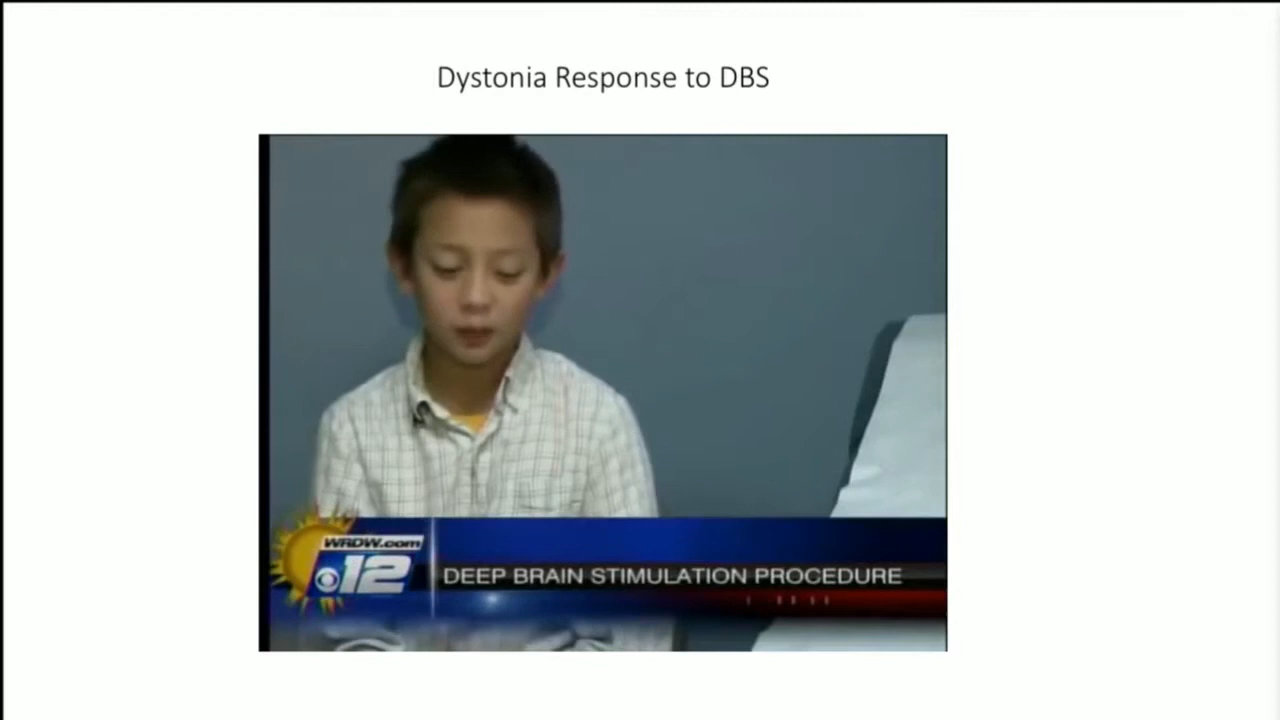 Dystonia Response to DBS
WRDW.com
12
DEEP BRAIN STIMULATION PROCEDURE